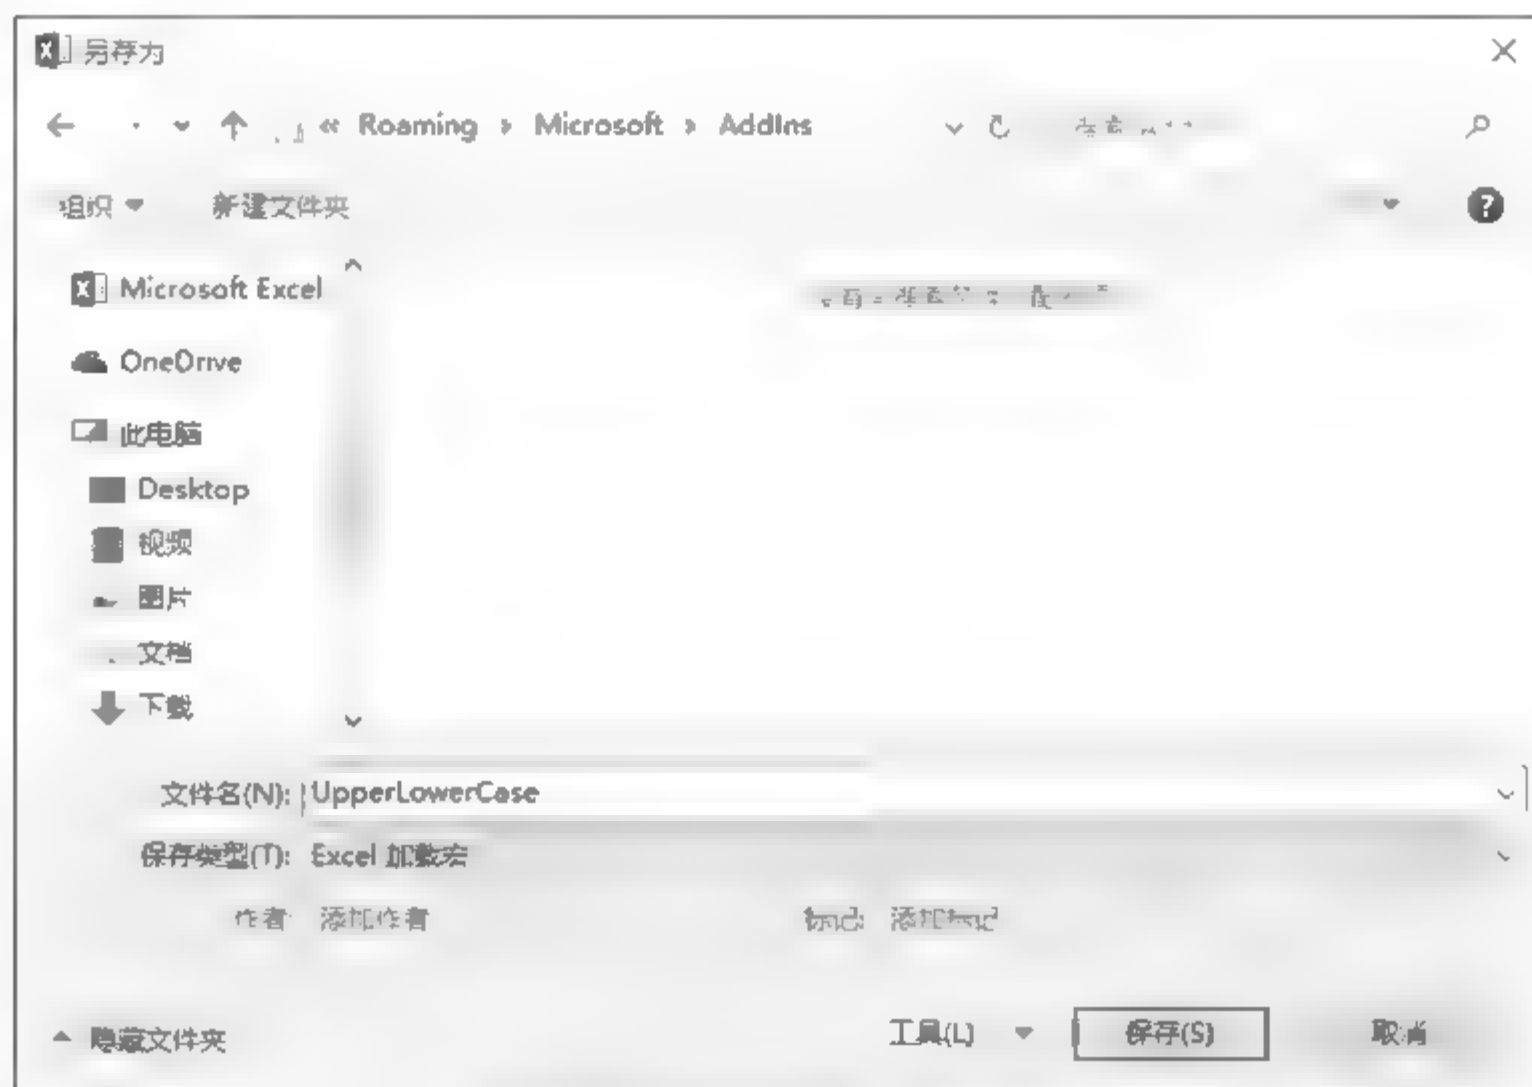 另存为
« Roaming › Microsoft › AddIns
组织 新建文件夹
Microsoft Excel
OneDrive
此电脑
Desktop
视频
图片
文档
下载
文件名(N): UpperLowerCase
保存类型(T): Excel 加载宏
作者: 添加作者 标记: 添加标记
隐藏文件夹 工具(L) 保存(S) 取消